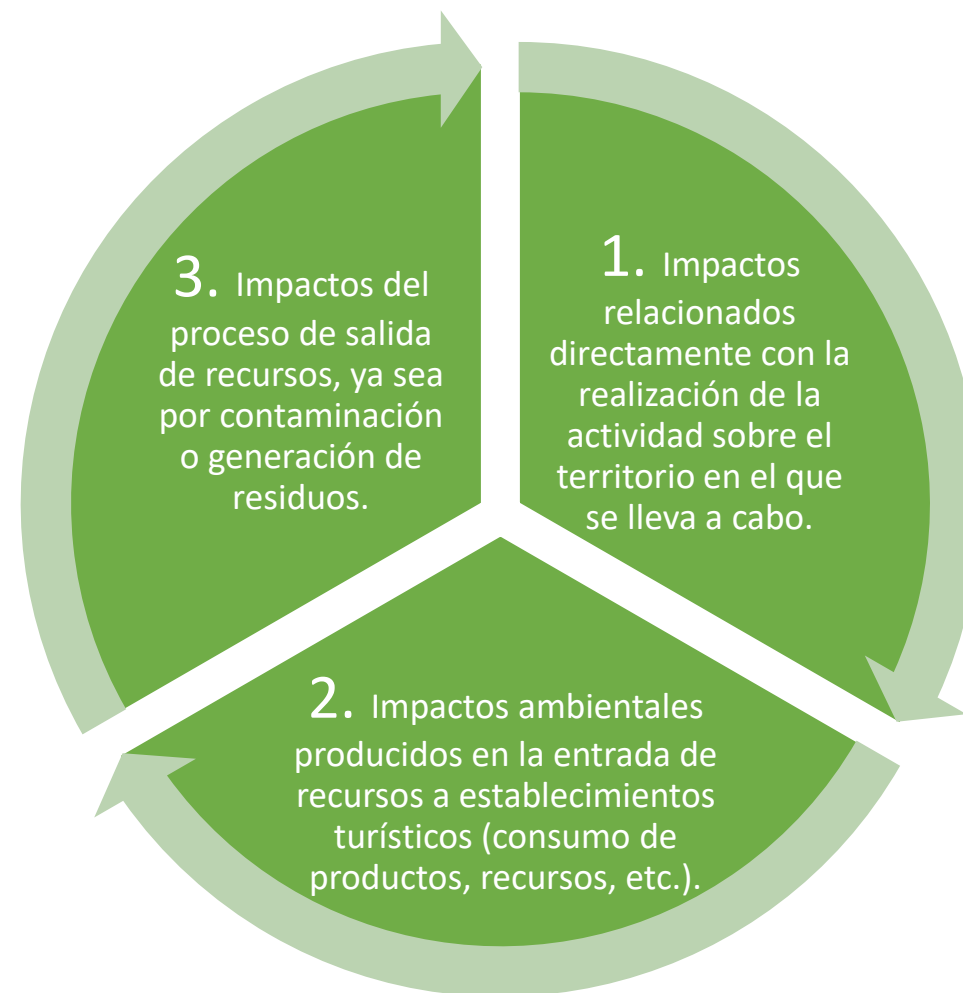 1. Impactos
relacionados
directamente con la
realización de la
actividad sobre el
territorio en el que
se lleva a cabo.
2. Impactos ambientales
producidos en la entrada de
recursos a establecimientos
turísticos (consumo de
productos, recursos, etc.).
3. Impactos del
proceso de salida
de recursos, ya sea
por contaminación
o generación de
residuos.